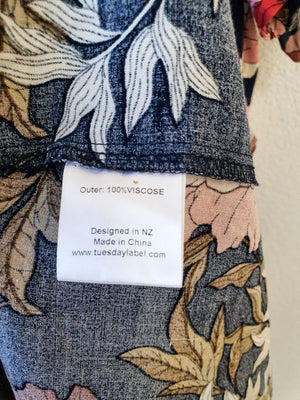 Outer: 100%VISCOSE
Designed in NZ
Made in China
www.tuesdaylabel.com